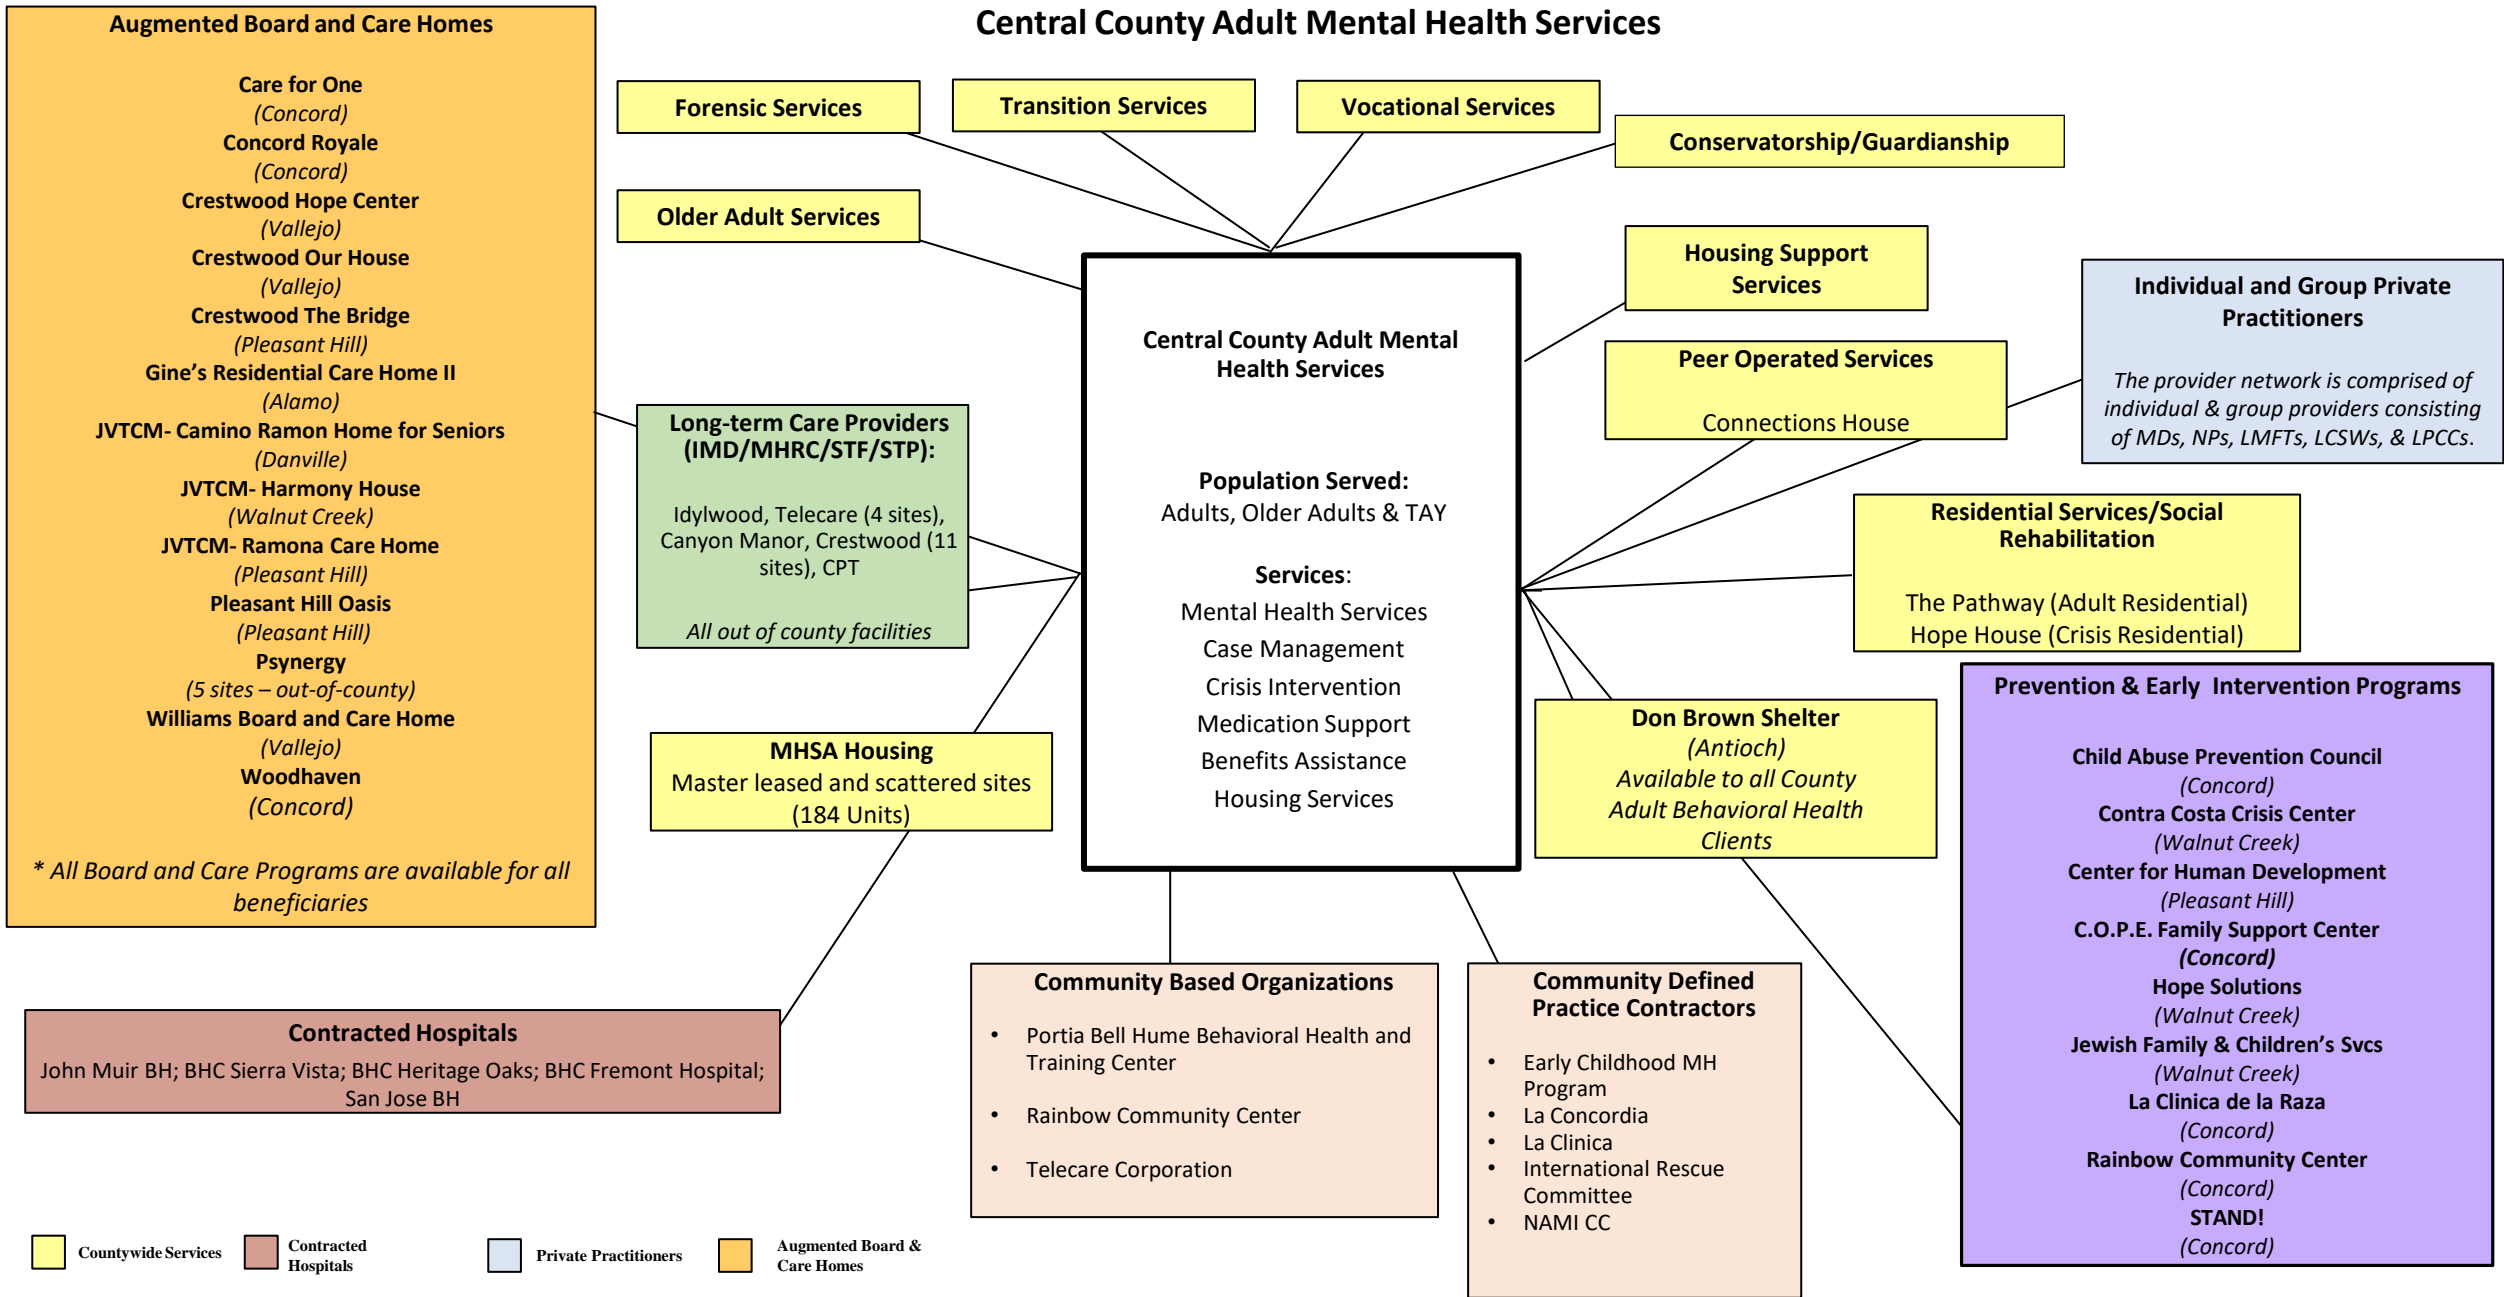 Central County Adult Mental Health Services
Augmented Board and Care Homes
Care for One
(Concord)
Concord Royale
(Concord)
Crestwood Hope Center
(Vallejo)
Crestwood Our House
(Vallejo)
Crestwood The Bridge
(Pleasant Hill)
Gine's Residential Care Home II
(Alamo)
JVTCM- Camino Ramon Home for Seniors
(Danville)
JVTCM- Harmony House
(Walnut Creek)
JVTCM- Ramona Care Home
(Pleasant Hill)
Pleasant Hill Oasis
(Pleasant Hill)
Psynergy
(5 sites – out-of-county)
Williams Board and Care Home
(Vallejo)
Woodhaven
(Concord)
* All Board and Care Programs are available for all
beneficiaries
Forensic Services
Transition Services
Vocational Services
Conservatorship/Guardianship
Older Adult Services
Housing Support
Services
Individual and Group Private
Practitioners
The provider network is comprised of
individual & group providers consisting
of MDs, NPs, LMFTs, LCSWs, & LPCCs.
Peer Operated Services
Connections House
Central County Adult Mental
Health Services
Population Served:
Adults, Older Adults & TAY
Services:
Mental Health Services
Case Management
Crisis Intervention
Medication Support
Benefits Assistance
Housing Services
Long-term Care Providers
(IMD/MHRC/STF/STP):
Idylwood, Telecare (4 sites),
Canyon Manor, Crestwood (11
sites), CPT
All out of county facilities
Residential Services/Social
Rehabilitation
The Pathway (Adult Residential)
Hope House (Crisis Residential)
MHSA Housing
Master leased and scattered sites
(184 Units)
Don Brown Shelter
(Antioch)
Available to all County
Adult Behavioral Health
Clients
Prevention & Early  Intervention Programs
Child Abuse Prevention Council
(Concord)
Contra Costa Crisis Center
(Walnut Creek)
Center for Human Development
(Pleasant Hill)
C.O.P.E. Family Support Center
(Concord)
Hope Solutions
(Walnut Creek)
Jewish Family & Children's Svcs
(Walnut Creek)
La Clinica de la Raza
(Concord)
Rainbow Community Center
(Concord)
STAND!
(Concord)
Contracted Hospitals
John Muir BH; BHC Sierra Vista; BHC Heritage Oaks; BHC Fremont Hospital;
San Jose BH
Community Based Organizations
• Portia Bell Hume Behavioral Health and
Training Center
• Rainbow Community Center
• Telecare Corporation
Community Defined
Practice Contractors
• Early Childhood MH
Program
• La Concordia
• La Clinica
• International Rescue
Committee
• NAMI CC
Countywide Services
Contracted
Hospitals
Private Practitioners
Augmented Board &
Care Homes